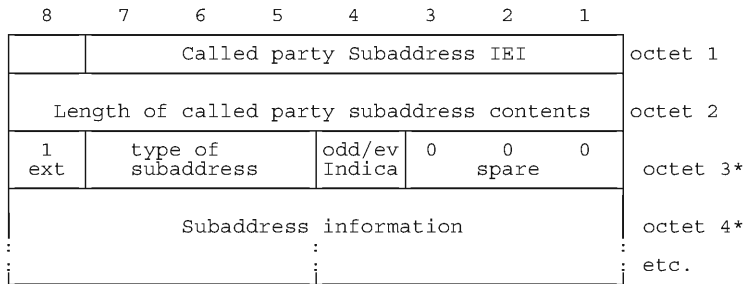 8 7 6 5 4 3 2 1
Called party Subaddress IEI octet 1
Length of called party subaddress contents octet 2
1 type of odd/ev 0 0 0
ext subaddress Indica spare octet 3*
Subaddress information octet 4*
: : :
: : : etc.